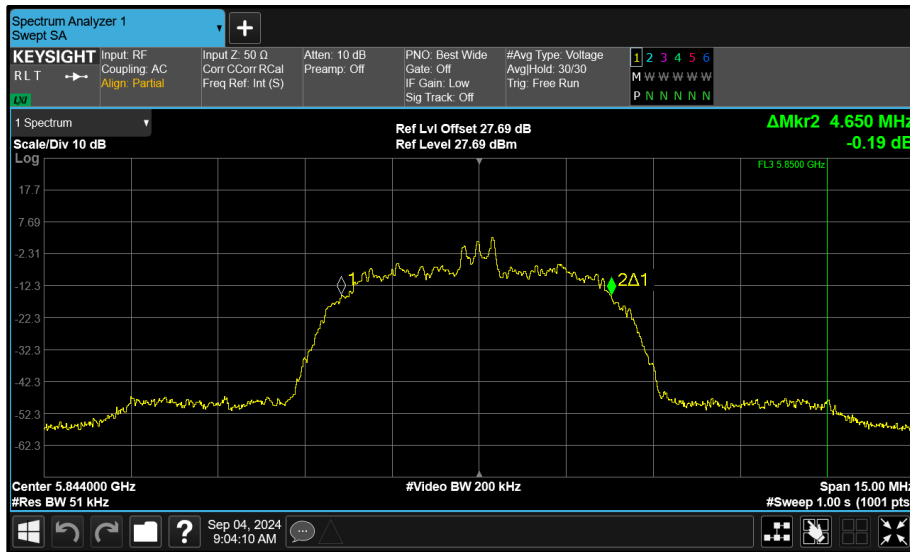 Spectrum Analyzer 1
Swept SA
KEYSIGHT
R L T
LXI
Input: RF
Coupling: AC
Align: Partial
Input Z: 50 Ω
Corr CCorr RCal
Freq Ref: Int (S)
Atten: 10 dB
Preamp: Off
PNO: Best Wide
Gate: Off
IF Gain: Low
Sig Track: Off
#Avg Type: Voltage
Avg|Hold: 30/30
Trig: Free Run
1 2 3 4 5 6
M W W W W W
P N N N N N
1 Spectrum
Scale/Div 10 dB
Ref Lvl Offset 27.69 dB
Ref Level 27.69 dBm
ΔMkr2 4.650 MHz
-0.19 dB
Log
FL3 5.8500 GHz
17.7
7.69
-2.31
-12.3
-22.3
-32.3
-42.3
-52.3
-62.3
1
2Δ1
Center 5.844000 GHz
#Video BW 200 kHz
Span 15.00 MHz
#Res BW 51 kHz
#Sweep 1.00 s (1001 pts
?
Sep 04, 2024
9:04:10 AM